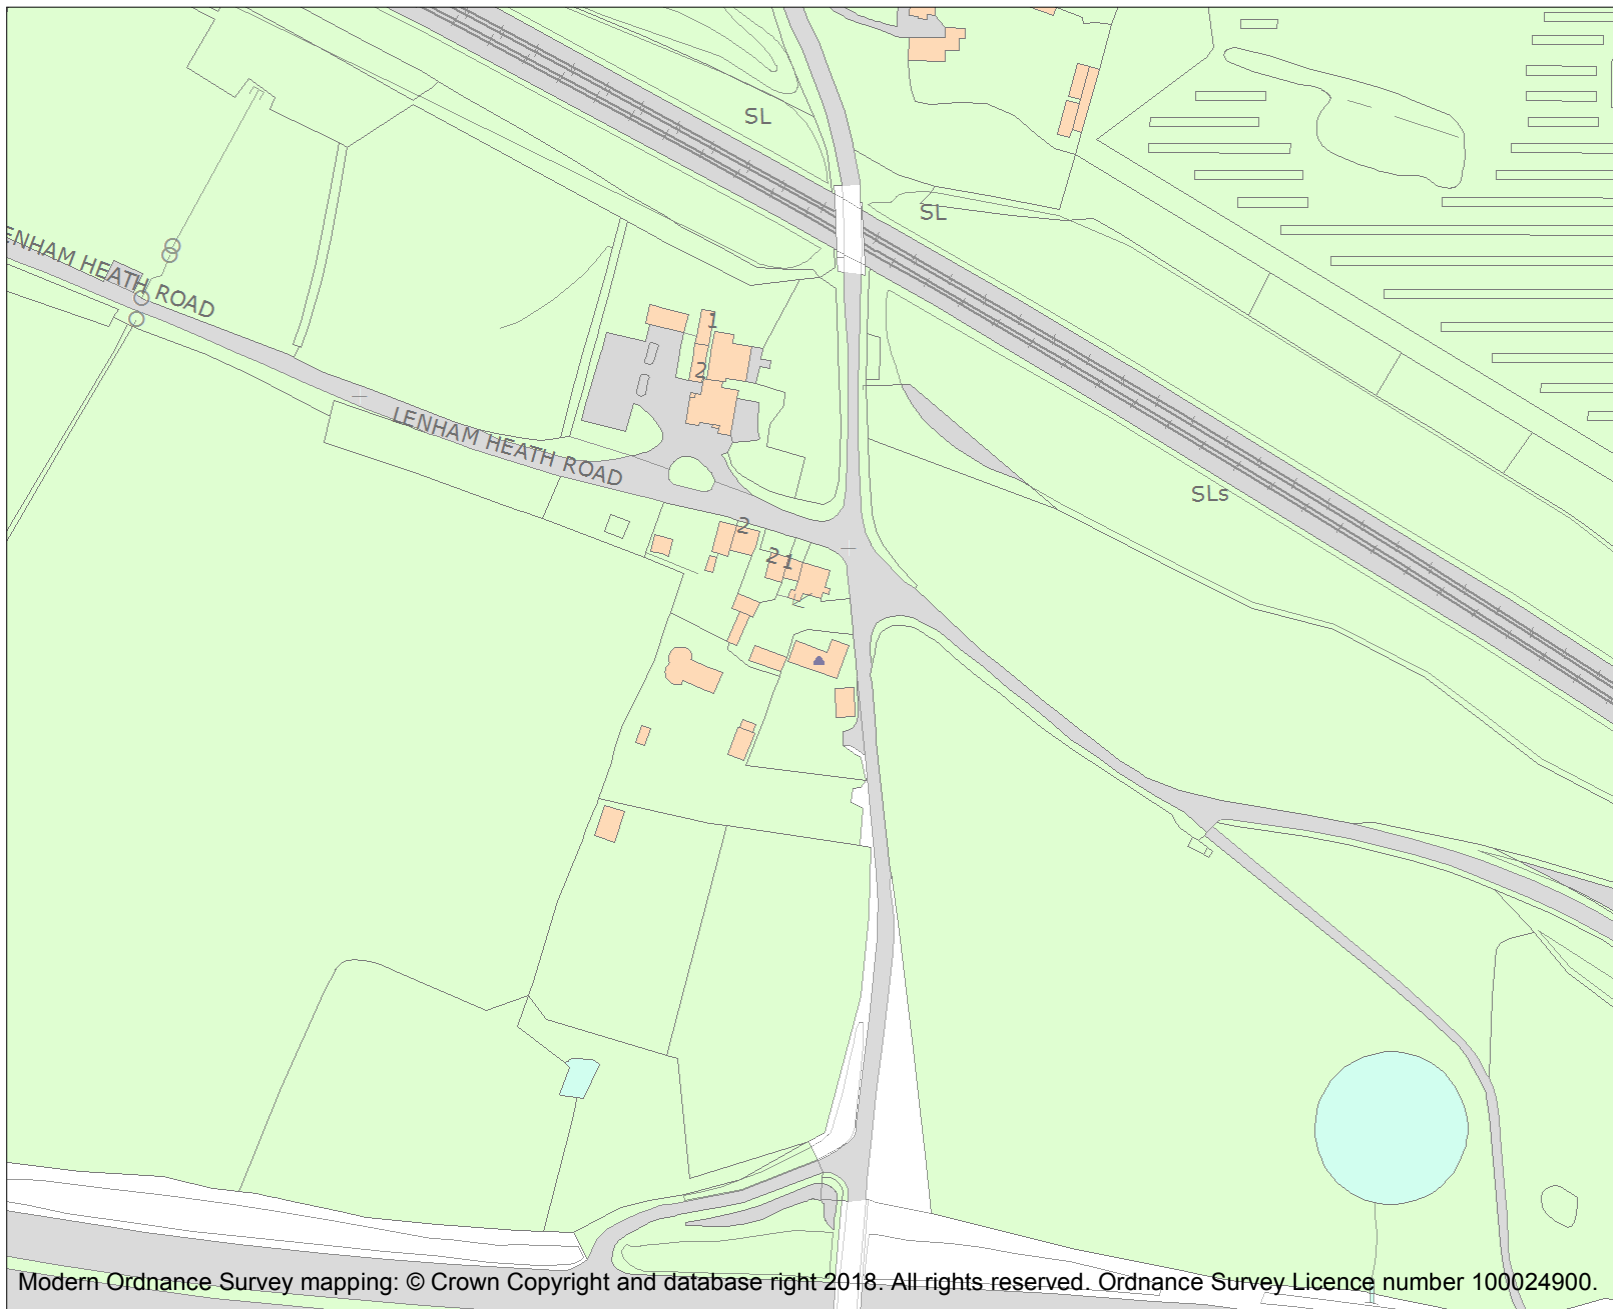 SL
SL
ENHAM HEATH ROAD
1
2
LENHAM HEATH ROAD
SLs
2
21
Modern Ordnance Survey mapping: © Crown Copyright and database right 2018. All rights reserved. Ordnance Survey Licence number 100024900.